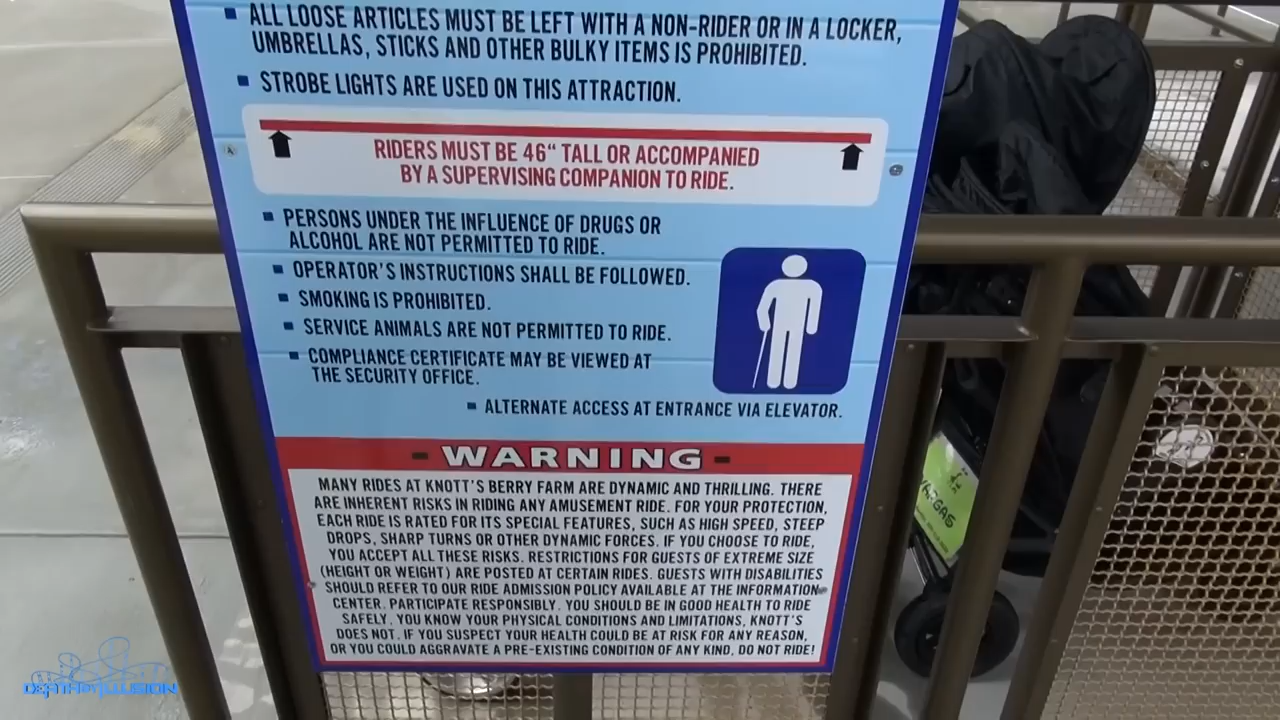 ALL LOOSE ARTICLES MUST BE LEFT WITH A NON-RIDER OR IN A LOCKER,
UMBRELLAS, STICKS AND OTHER BULKY ITEMS IS PROHIBITED.
STROBE LIGHTS ARE USED ON THIS ATTRACTION.
RIDERS MUST BE 46“ TALL OR ACCOMPANIED
BY A SUPERVISING COMPANION TO RIDE.
PERSONS UNDER THE INFLUENCE OF DRUGS OR
ALCOHOL ARE NOT PERMITTED TO RIDE.
OPERATOR'S INSTRUCTIONS SHALL BE FOLLOWED.
SMOKING IS PROHIBITED.
SERVICE ANIMALS ARE NOT PERMITTED TO RIDE.
COMPLIANCE CERTIFICATE MAY BE VIEWED AT
THE SECURITY OFFICE.
ALTERNATE ACCESS AT ENTRANCE VIA ELEVATOR.
- WARNING -
MANY RIDES AT KNOTT'S BERRY FARM ARE DYNAMIC AND THRILLING. THERE
ARE INHERENT RISKS IN RIDING ANY AMUSEMENT RIDE. FOR YOUR PROTECTION,
EACH RIDE IS RATED FOR ITS SPECIAL FEATURES, SUCH AS HIGH SPEED, STEEP
DROPS, SHARP TURNS OR OTHER DYNAMIC FORCES. IF YOU CHOOSE TO RIDE,
YOU ACCEPT ALL THESE RISKS. RESTRICTIONS FOR GUESTS OF EXTREME SIZE
(HEIGHT OR WEIGHT) ARE POSTED AT CERTAIN RIDES. GUESTS WITH DISABILITIES
SHOULD REFER TO OUR RIDE ADMISSION POLICY AVAILABLE AT THE INFORMATION
CENTER. PARTICIPATE RESPONSIBLY. YOU SHOULD BE IN GOOD HEALTH TO RIDE
SAFELY. YOU KNOW YOUR PHYSICAL CONDITIONS AND LIMITATIONS, KNOTT'S
DOES NOT. IF YOU SUSPECT YOUR HEALTH COULD BE AT RISK FOR ANY REASON,
OR YOU COULD AGGRAVATE A PRE-EXISTING CONDITION OF ANY KIND, DO NOT RIDE!
VARGAS
DEATHBYILLUSION